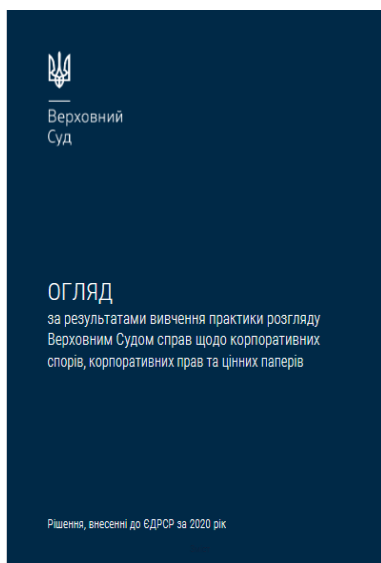 Верховний
Суд
ОГЛЯД
за результатами вивчення практики розгляду
Верховним Судом справ щодо корпоративних
спорів, корпоративних прав та цінних паперів
Рішення, внесенні до ЄДРСР за 2020 рік